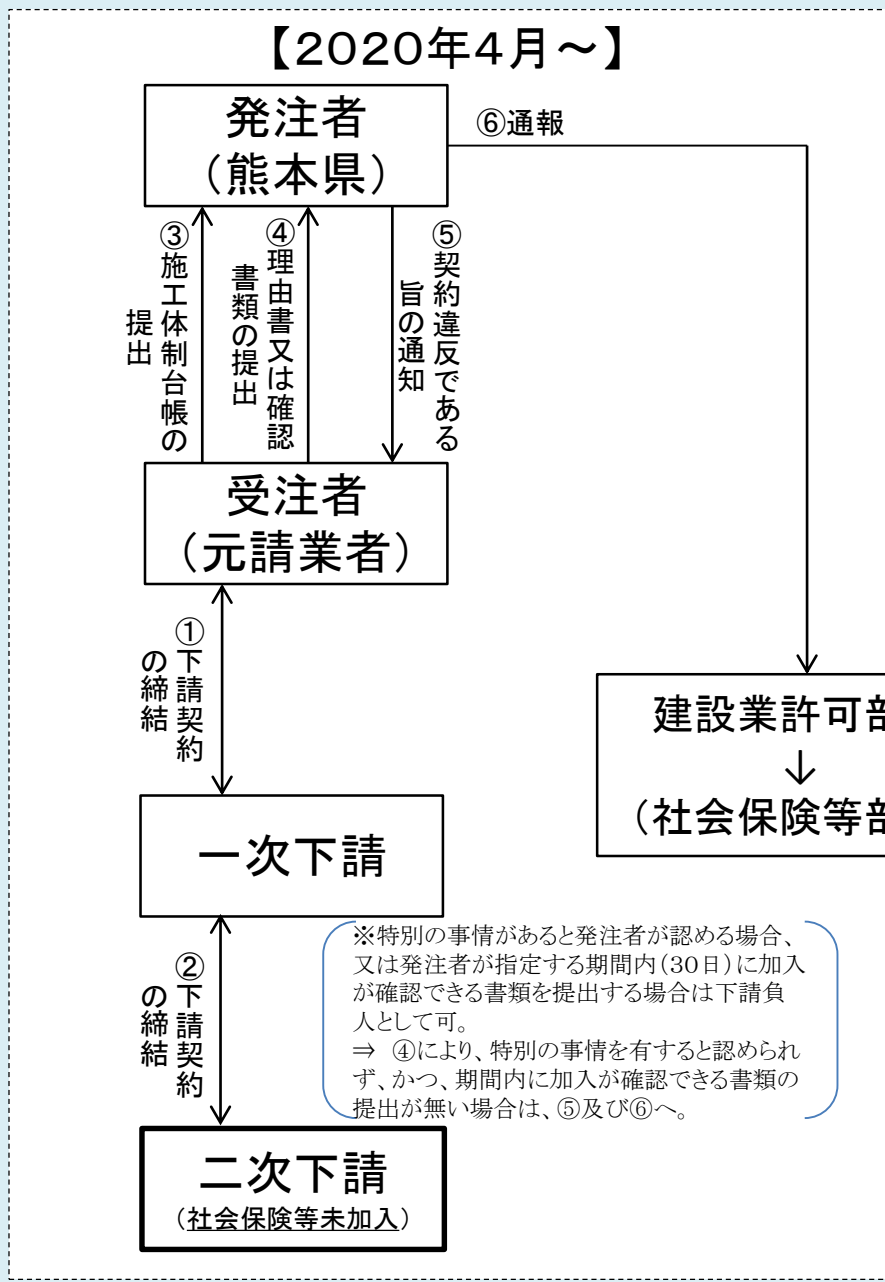 【2020年4月～】
発注者
（熊本県）
⑥通報
③施工体制台帳の
提出
④理由書又は確認
書類の提出
⑤契約違反である
旨の通知
受注者
（元請業者）
①下請契約
の締結
建設業許可部
↓
（社会保険等部
一次下請
②下請契約
の締結
※特別の事情があると発注者が認める場合、
又は発注者が指定する期間内（30日）に加入
が確認できる書類を提出する場合は下請負
人として可。
⇒ ④により、特別の事情を有すると認められ
ず、かつ、期間内に加入が確認できる書類の
提出が無い場合は、⑤及び⑥へ。
二次下請
（社会保険等未加入）